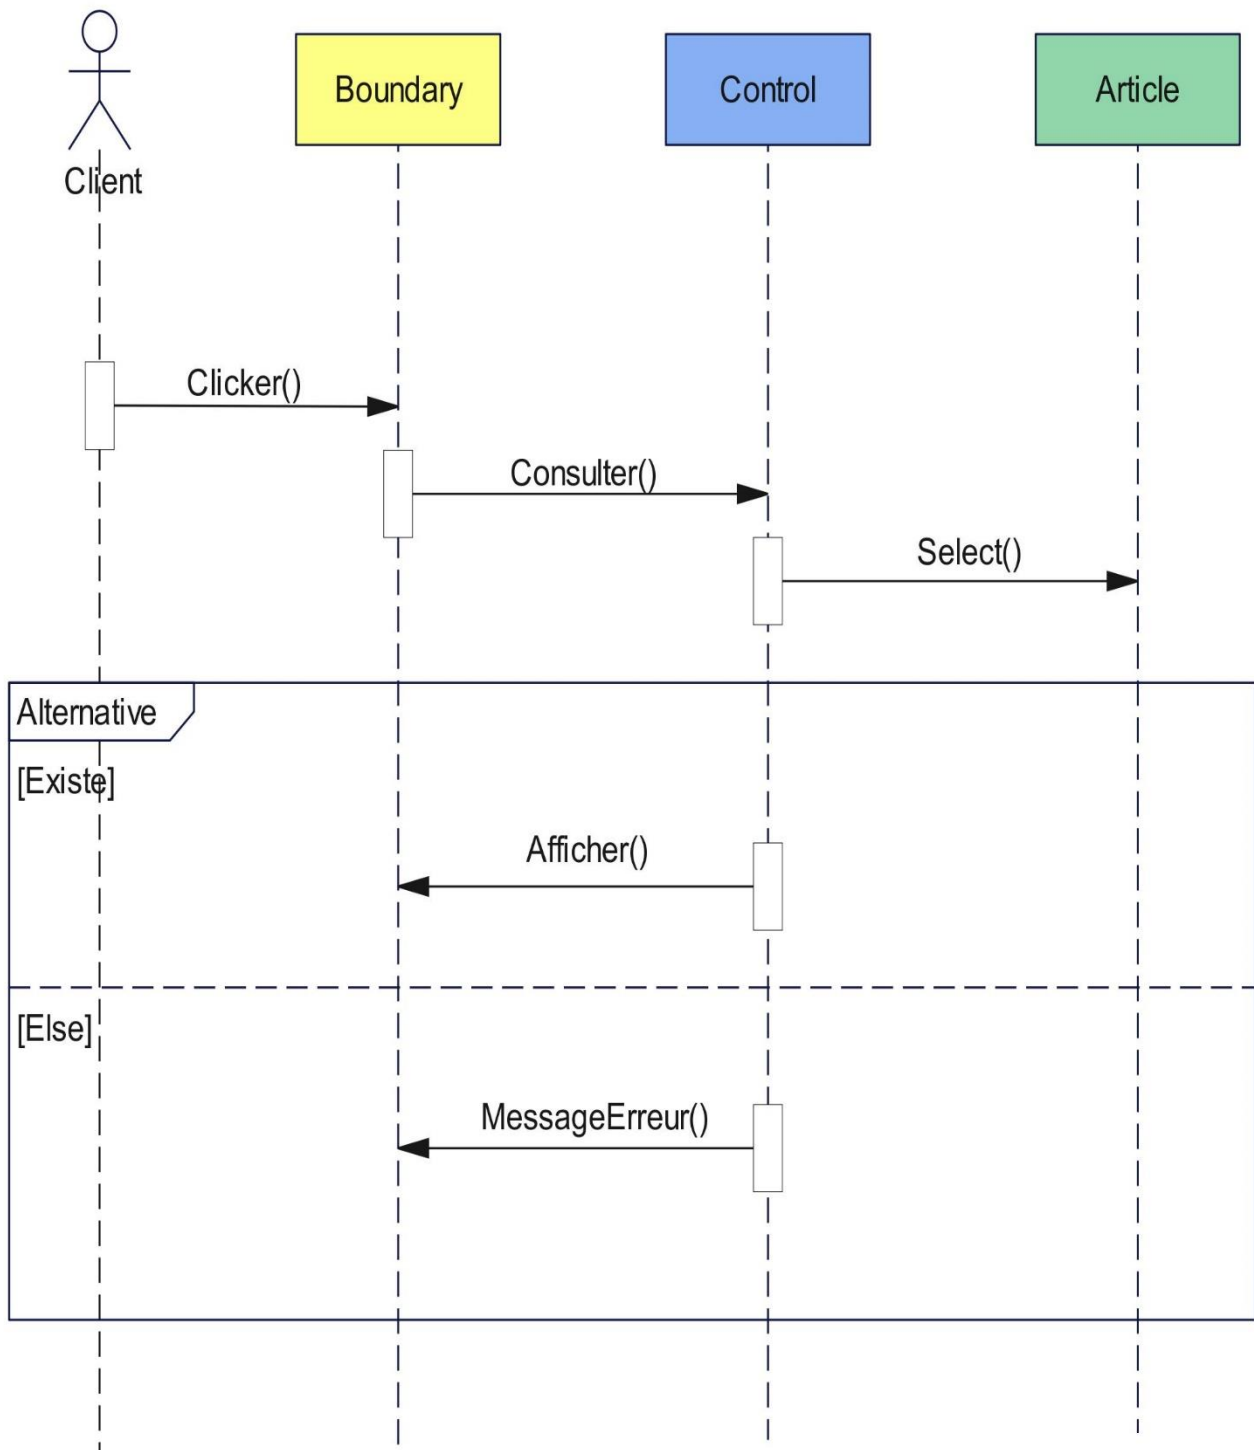 Client
Boundary
Control
Article
Clicker()
Consulter()
Select()
Alternative
[Existe]
Afficher()
[Else]
MessageErreur()